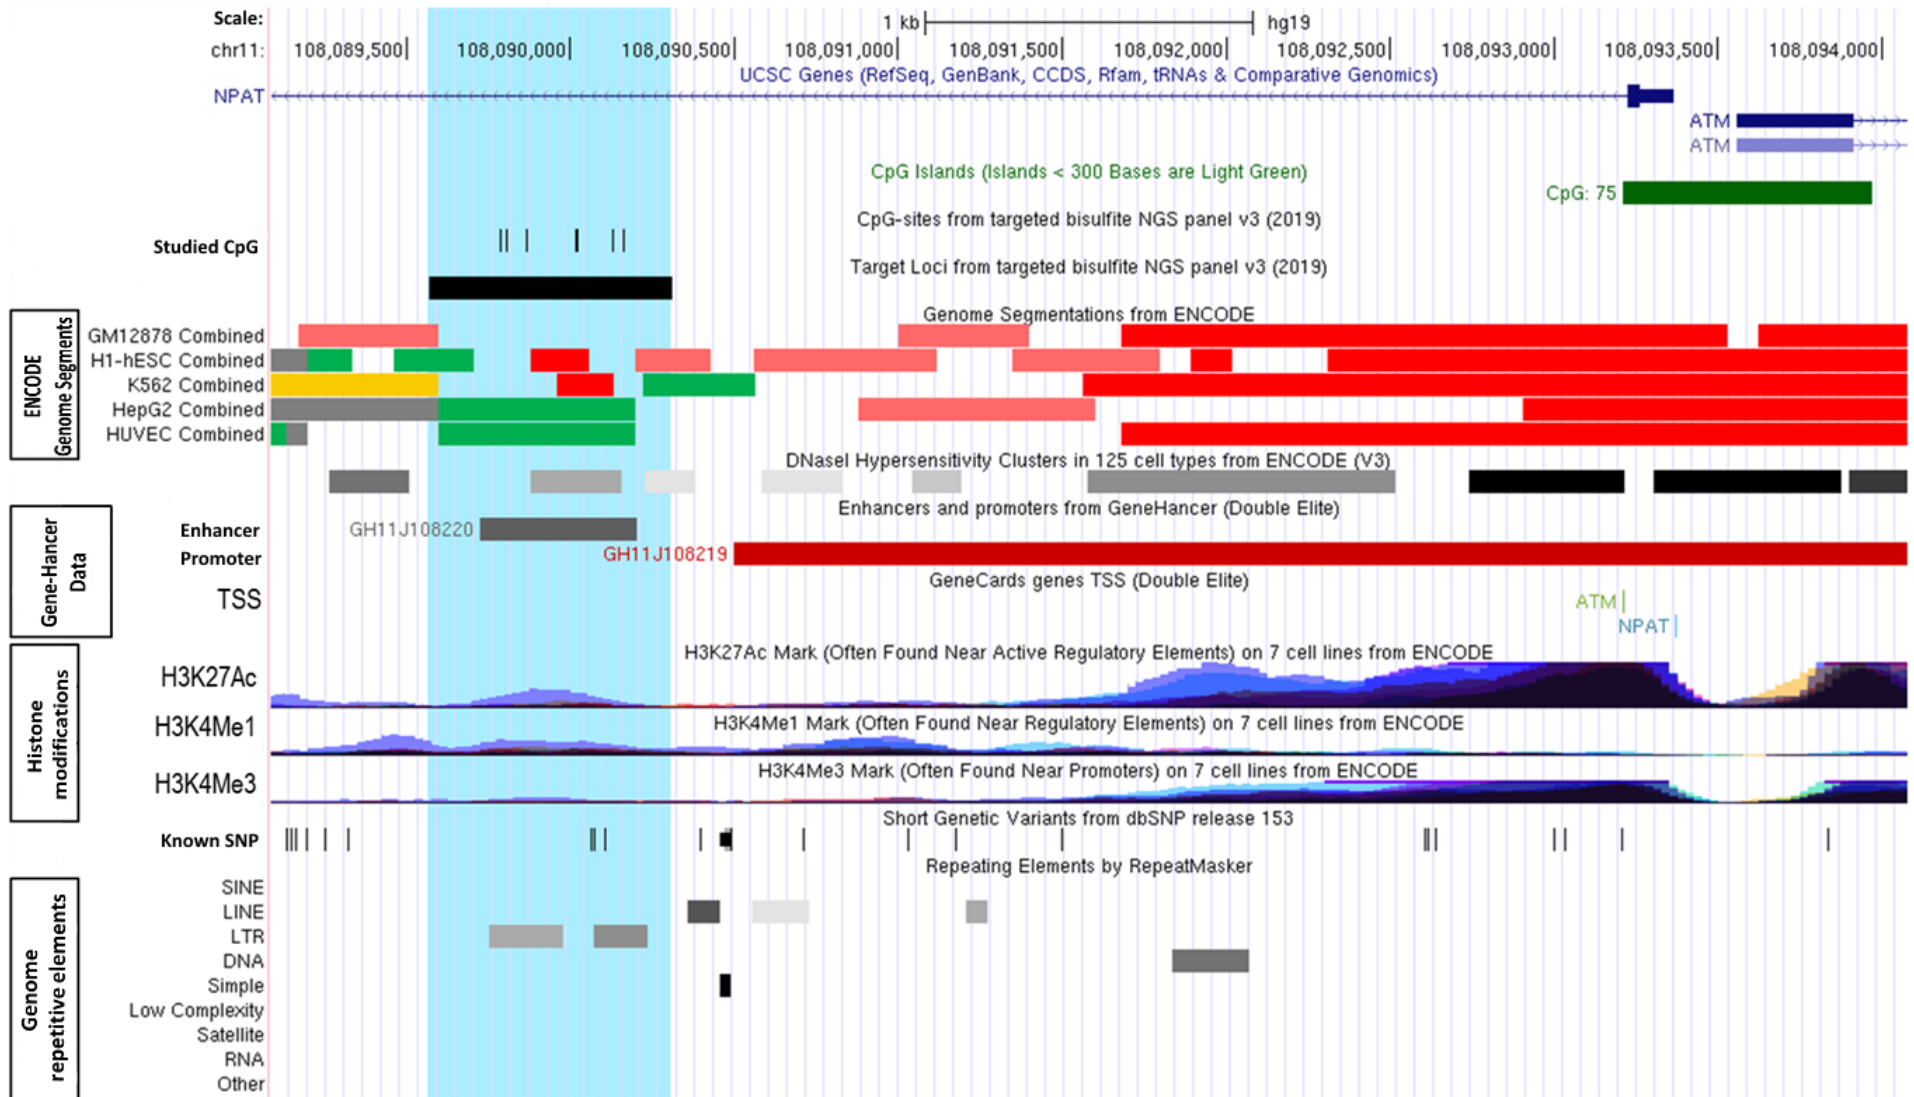 Scale:
1 kb
hg19
chr11:
108,089,500
108,090,000
108,090,500
108,091,000
108,091,500
108,092,000
108,092,500
108,093,000
108,093,500
108,094,000
UCSC Genes (RefSeq, GenBank, CCDS, Rfam, tRNAs & Comparative Genomics)
NPAT
ATM
ATM
CpG Islands (Islands < 300 Bases are Light Green)
CpG: 75
CpG-sites from targeted bisulfite NGS panel v3 (2019)
Studied CpG
Target Loci from targeted bisulfite NGS panel v3 (2019)
ENCODE
Genome Segments
Genome Segmentations from ENCODE
GM12878 Combined
H1-hESC Combined
K562 Combined
HepG2 Combined
HUVEC Combined
DNaseI Hypersensitivity Clusters in 125 cell types from ENCODE (V3)
Gene-Hancer
Data
Enhancers and promoters from GeneHancer (Double Elite)
Enhancer
GH11J108220
Promoter
GH11J108219
GeneCards genes TSS (Double Elite)
TSS
ATM
NPAT
Histone
modifications
H3K27Ac Mark (Often Found Near Active Regulatory Elements) on 7 cell lines from ENCODE
H3K27Ac
H3K4Me1 Mark (Often Found Near Regulatory Elements) on 7 cell lines from ENCODE
H3K4Me1
H3K4Me3 Mark (Often Found Near Promoters) on 7 cell lines from ENCODE
H3K4Me3
Short Genetic Variants from dbSNP release 153
Known SNP
Repeating Elements by RepeatMasker
Genome
repetitive elements
SINE
LINE
LTR
DNA
Simple
Low Complexity
Satellite
RNA
Other